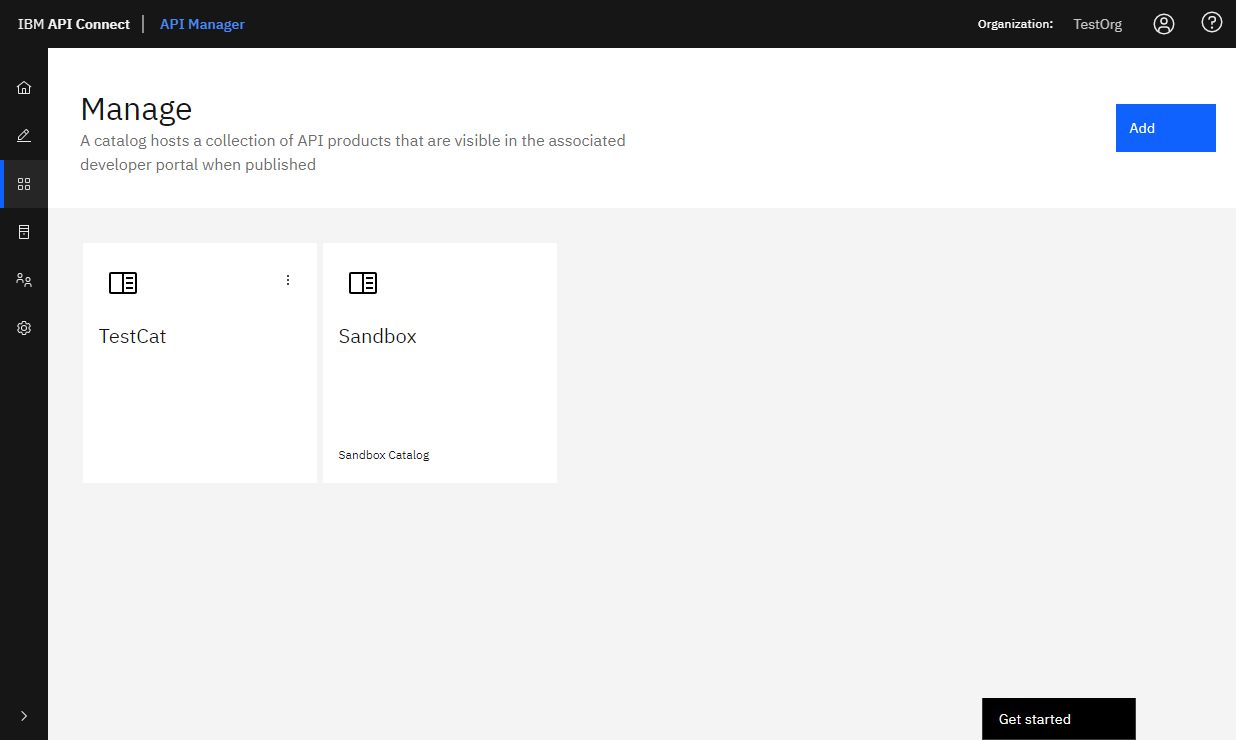 IBM API Connect | API Manager
Organization: TestOrg
Manage
A catalog hosts a collection of API products that are visible in the associated
developer portal when published
Add
TestCat
Sandbox
Sandbox Catalog
Get started